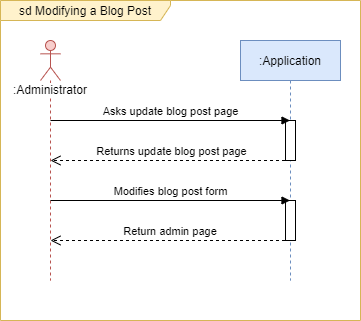 sd Modifying a Blog Post
:Administrator
:Application
Asks update blog post page
Returns update blog post page
Modifies blog post form
Return admin page